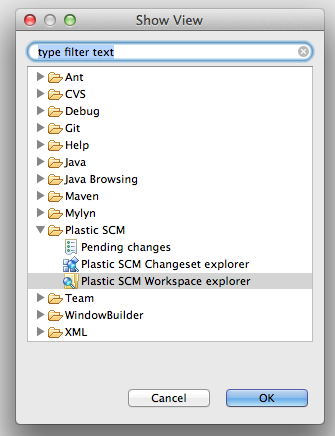 Show View
type filter text
Ant
CVS
Debug
Git
Help
Java
Java Browsing
Maven
Mylyn
Plastic SCM
Pending changes
Plastic SCM Changeset explorer
Plastic SCM Workspace explorer
Team
WindowBuilder
XML
Cancel OK